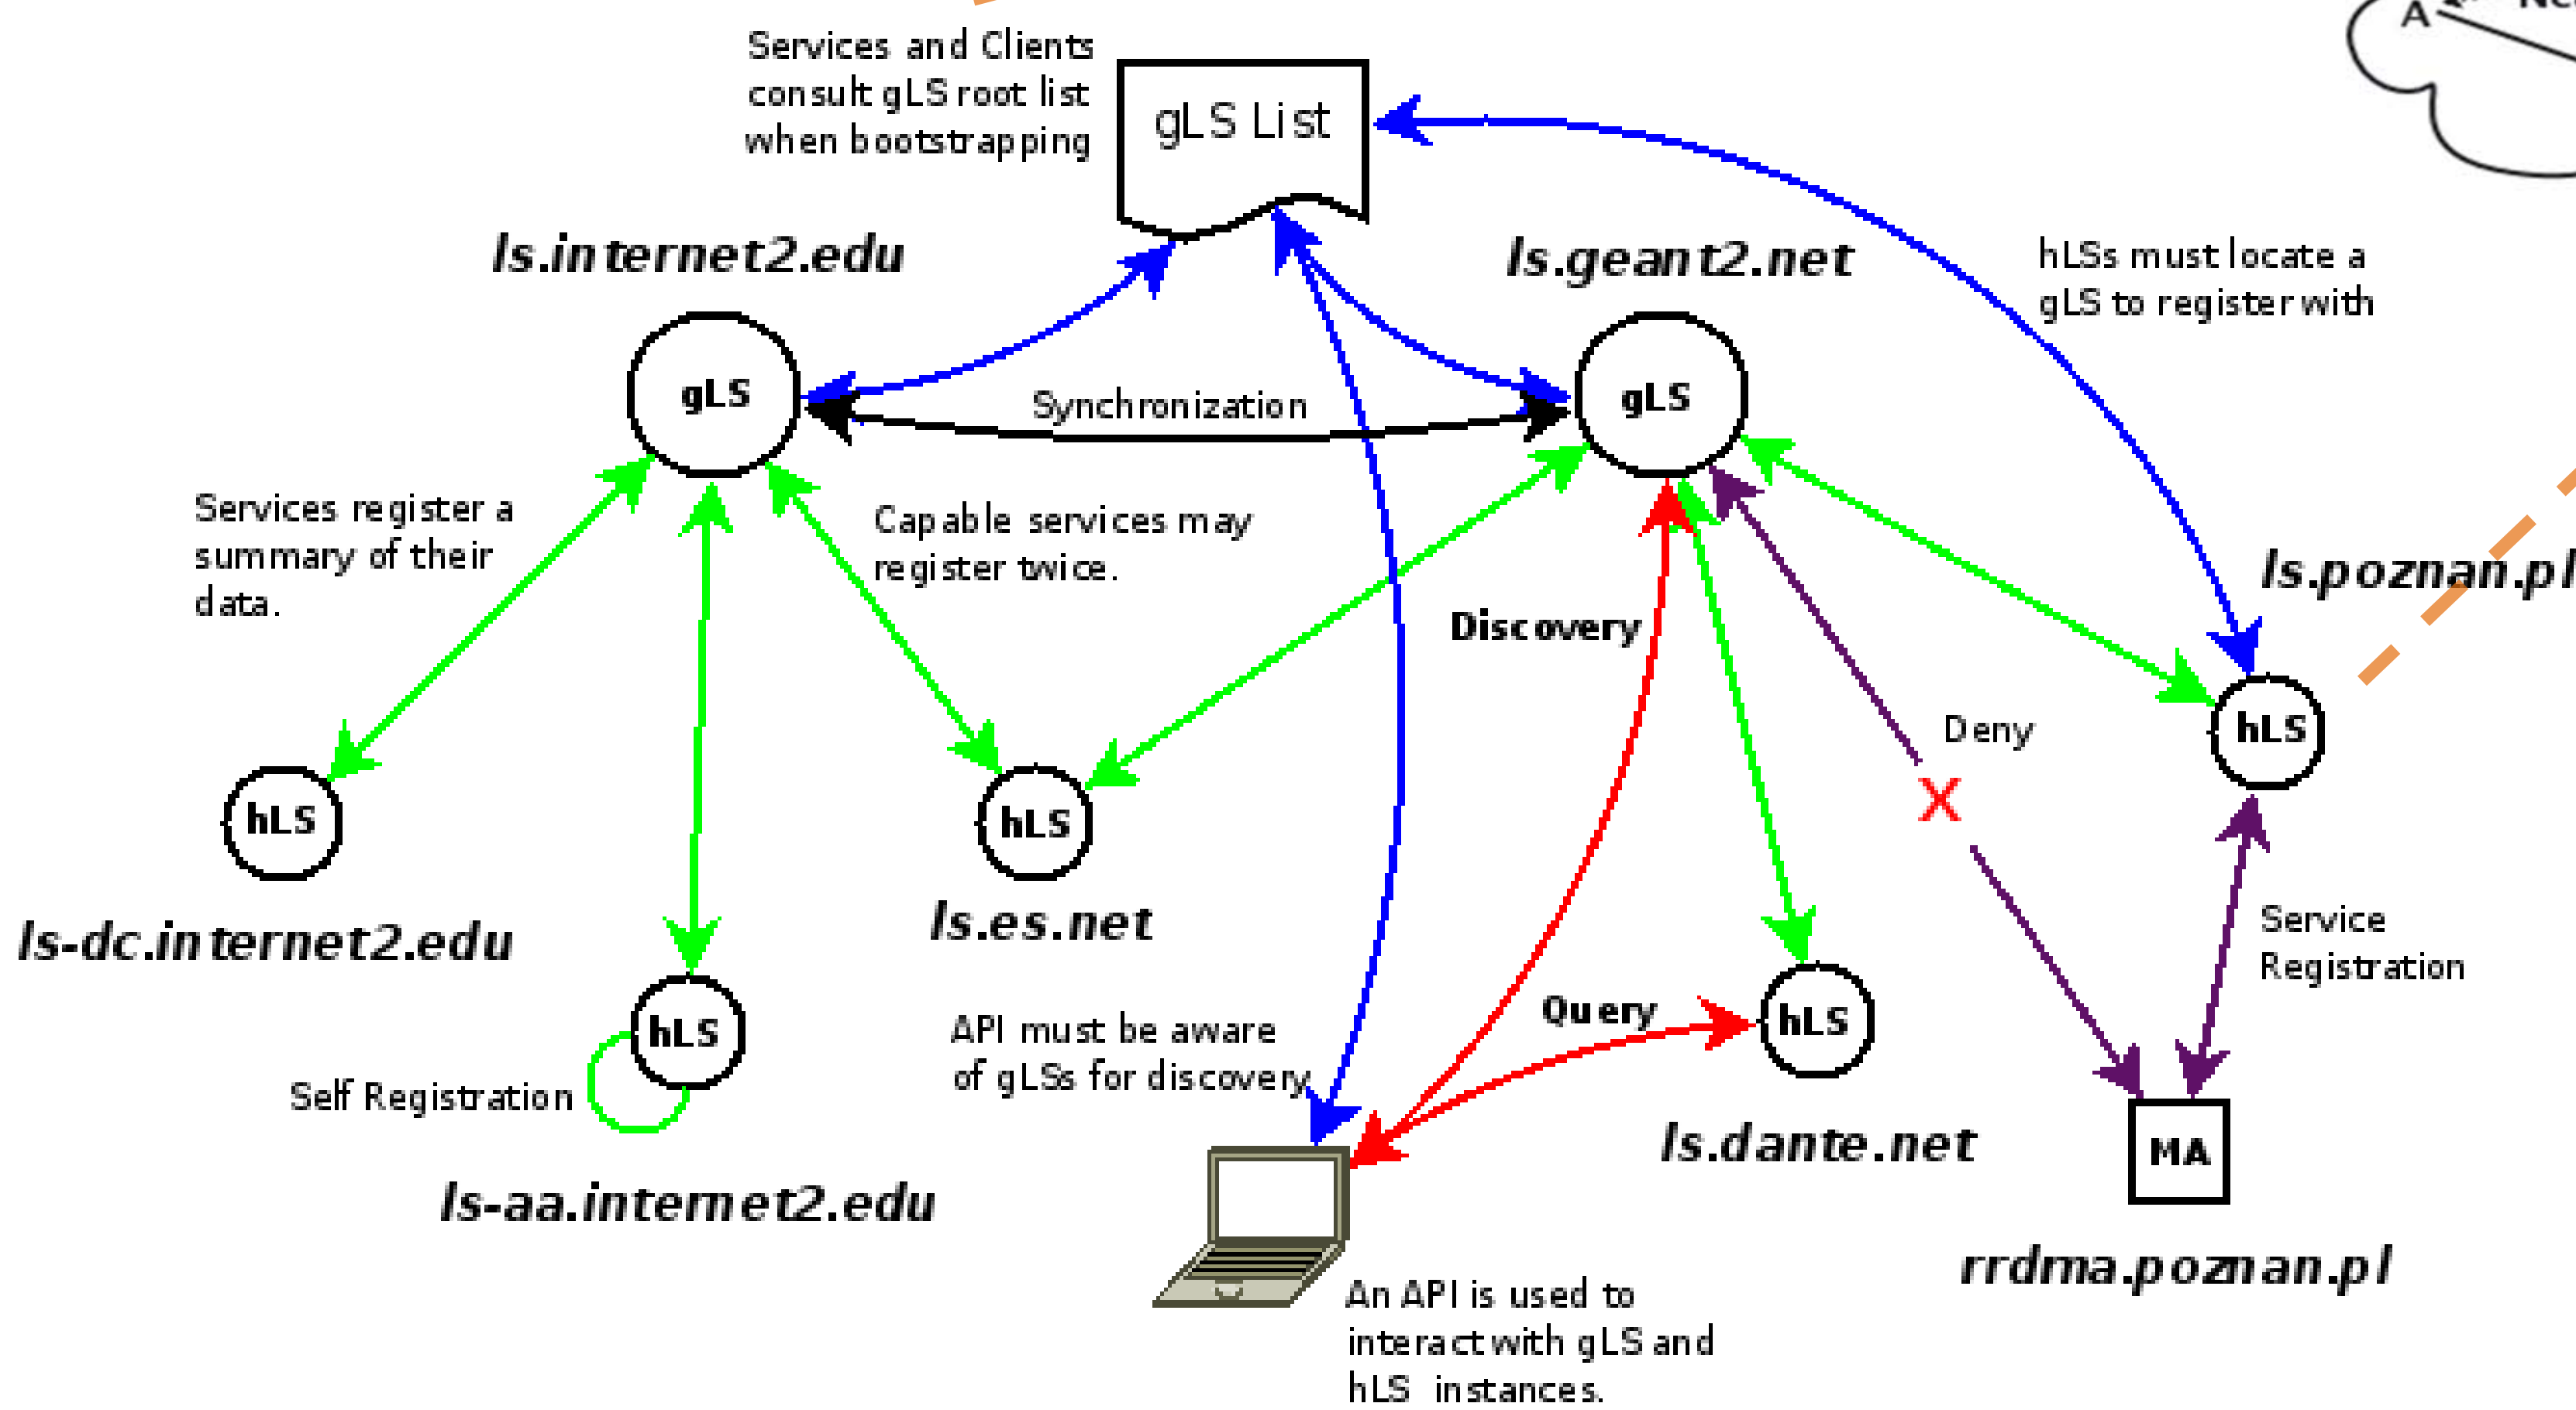 Services and Clients
consult gLS root list
when bootstrapping
gLS List
A
ls.internet2.edu
ls.geant2.net
hLSs must locate a
gLS to register with
gLS
Synchronization
gLS
Services register a
summary of their
data.
Capable services may
register twice.
Discovery
ls.poznan.pl
Deny
X
hLS
hLS
hLS
ls-dc.internet2.edu
ls.es.net
Service
Registration
hLS
Self Registration
API must be aware
of gLSs for discovery
Query
hLS
ls.dante.net
MA
ls-aa.internet2.edu
rrdma.poznan.pl
An API is used to
interact with gLS and
hLS instances.